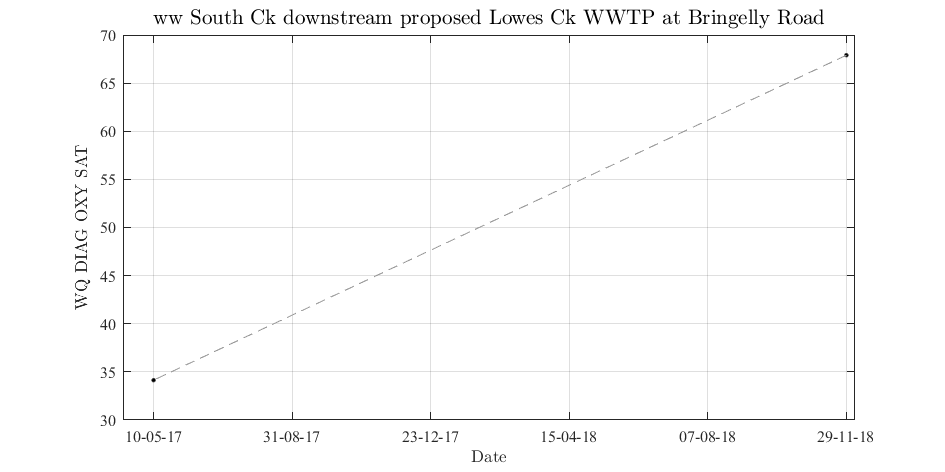 ww South Ck downstream proposed Lowes Ck WWTP at Bringelly Road
70
65
60
55
50
45
40
35
30
WQ DIAG OXY SAT
10-05-17 31-08-17 23-12-17 15-04-18 07-08-18 29-11-18
Date